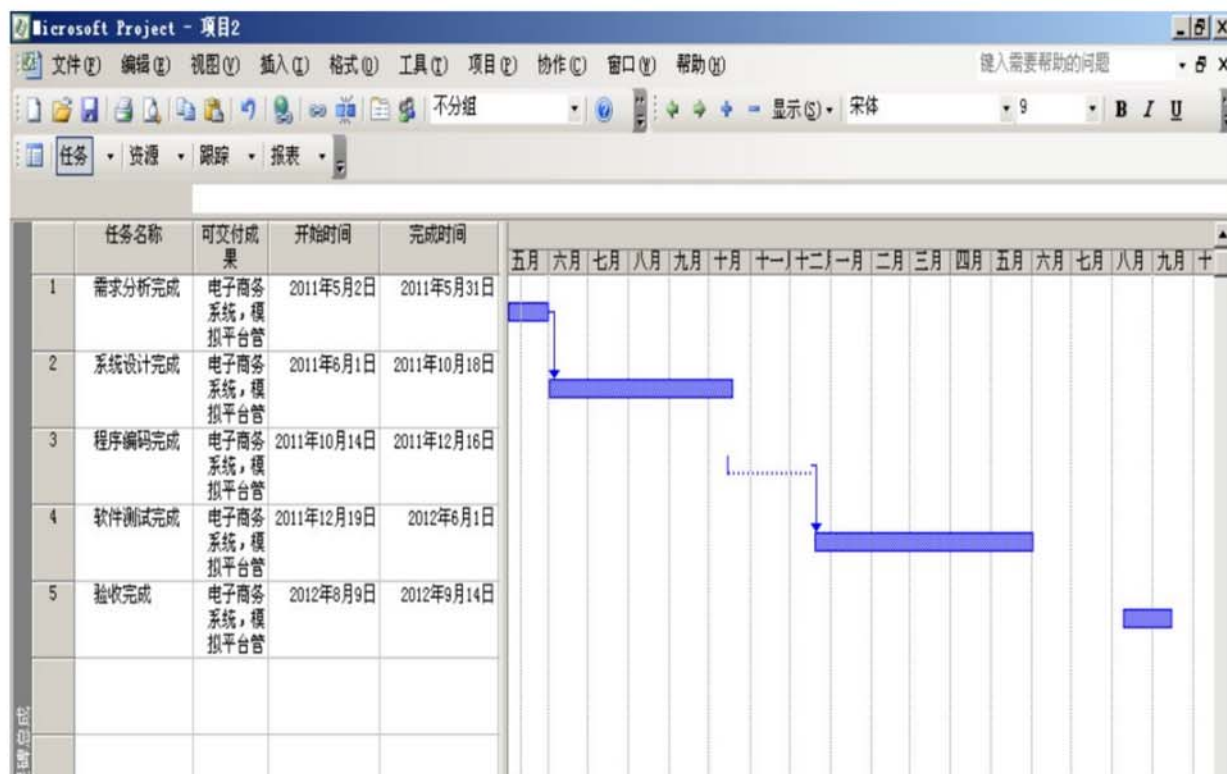 Microsoft Project - 项目2
文件(F) 编辑(E) 视图(V) 插入(I) 格式(O) 工具(T) 项目(P) 协作(C) 窗口(W) 帮助(H) 键入需要帮助的问题
不分组 显示(S) 宋体 9 B I U
任务 资源 跟踪 报表
任务名称 可交付成果 开始时间 完成时间
五月 六月 七月 八月 九月 十月 十一月 十二月 一月 二月 三月 四月 五月 六月 七月 八月 九月 十
1 需求分析完成 电子商务 2011年5月2日 2011年5月31日
系统,模
拟平台管
2 系统设计完成 电子商务 2011年6月1日 2011年10月18日
系统,模
拟平台管
3 程序编码完成 电子商务 2011年10月14日 2011年12月16日
系统,模
拟平台管
4 软件测试完成 电子商务 2011年12月19日 2012年6月1日
系统,模
拟平台管
5 验收完成 电子商务 2012年8月9日 2012年9月14日
系统,模
拟平台管